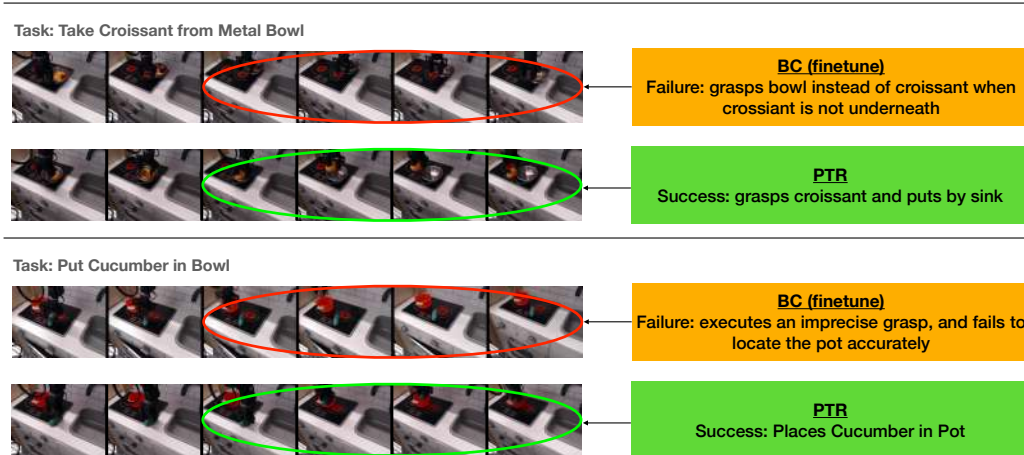 Task: Take Croissant from Metal Bowl
BC (finetune)
Failure: grasps bowl instead of croissant when
crossiant is not underneath
PTR
Success: grasps croissant and puts by sink
Task: Put Cucumber in Bowl
BC (finetune)
Failure: executes an imprecise grasp, and fails to
locate the pot accurately
PTR
Success: Places Cucumber in Pot